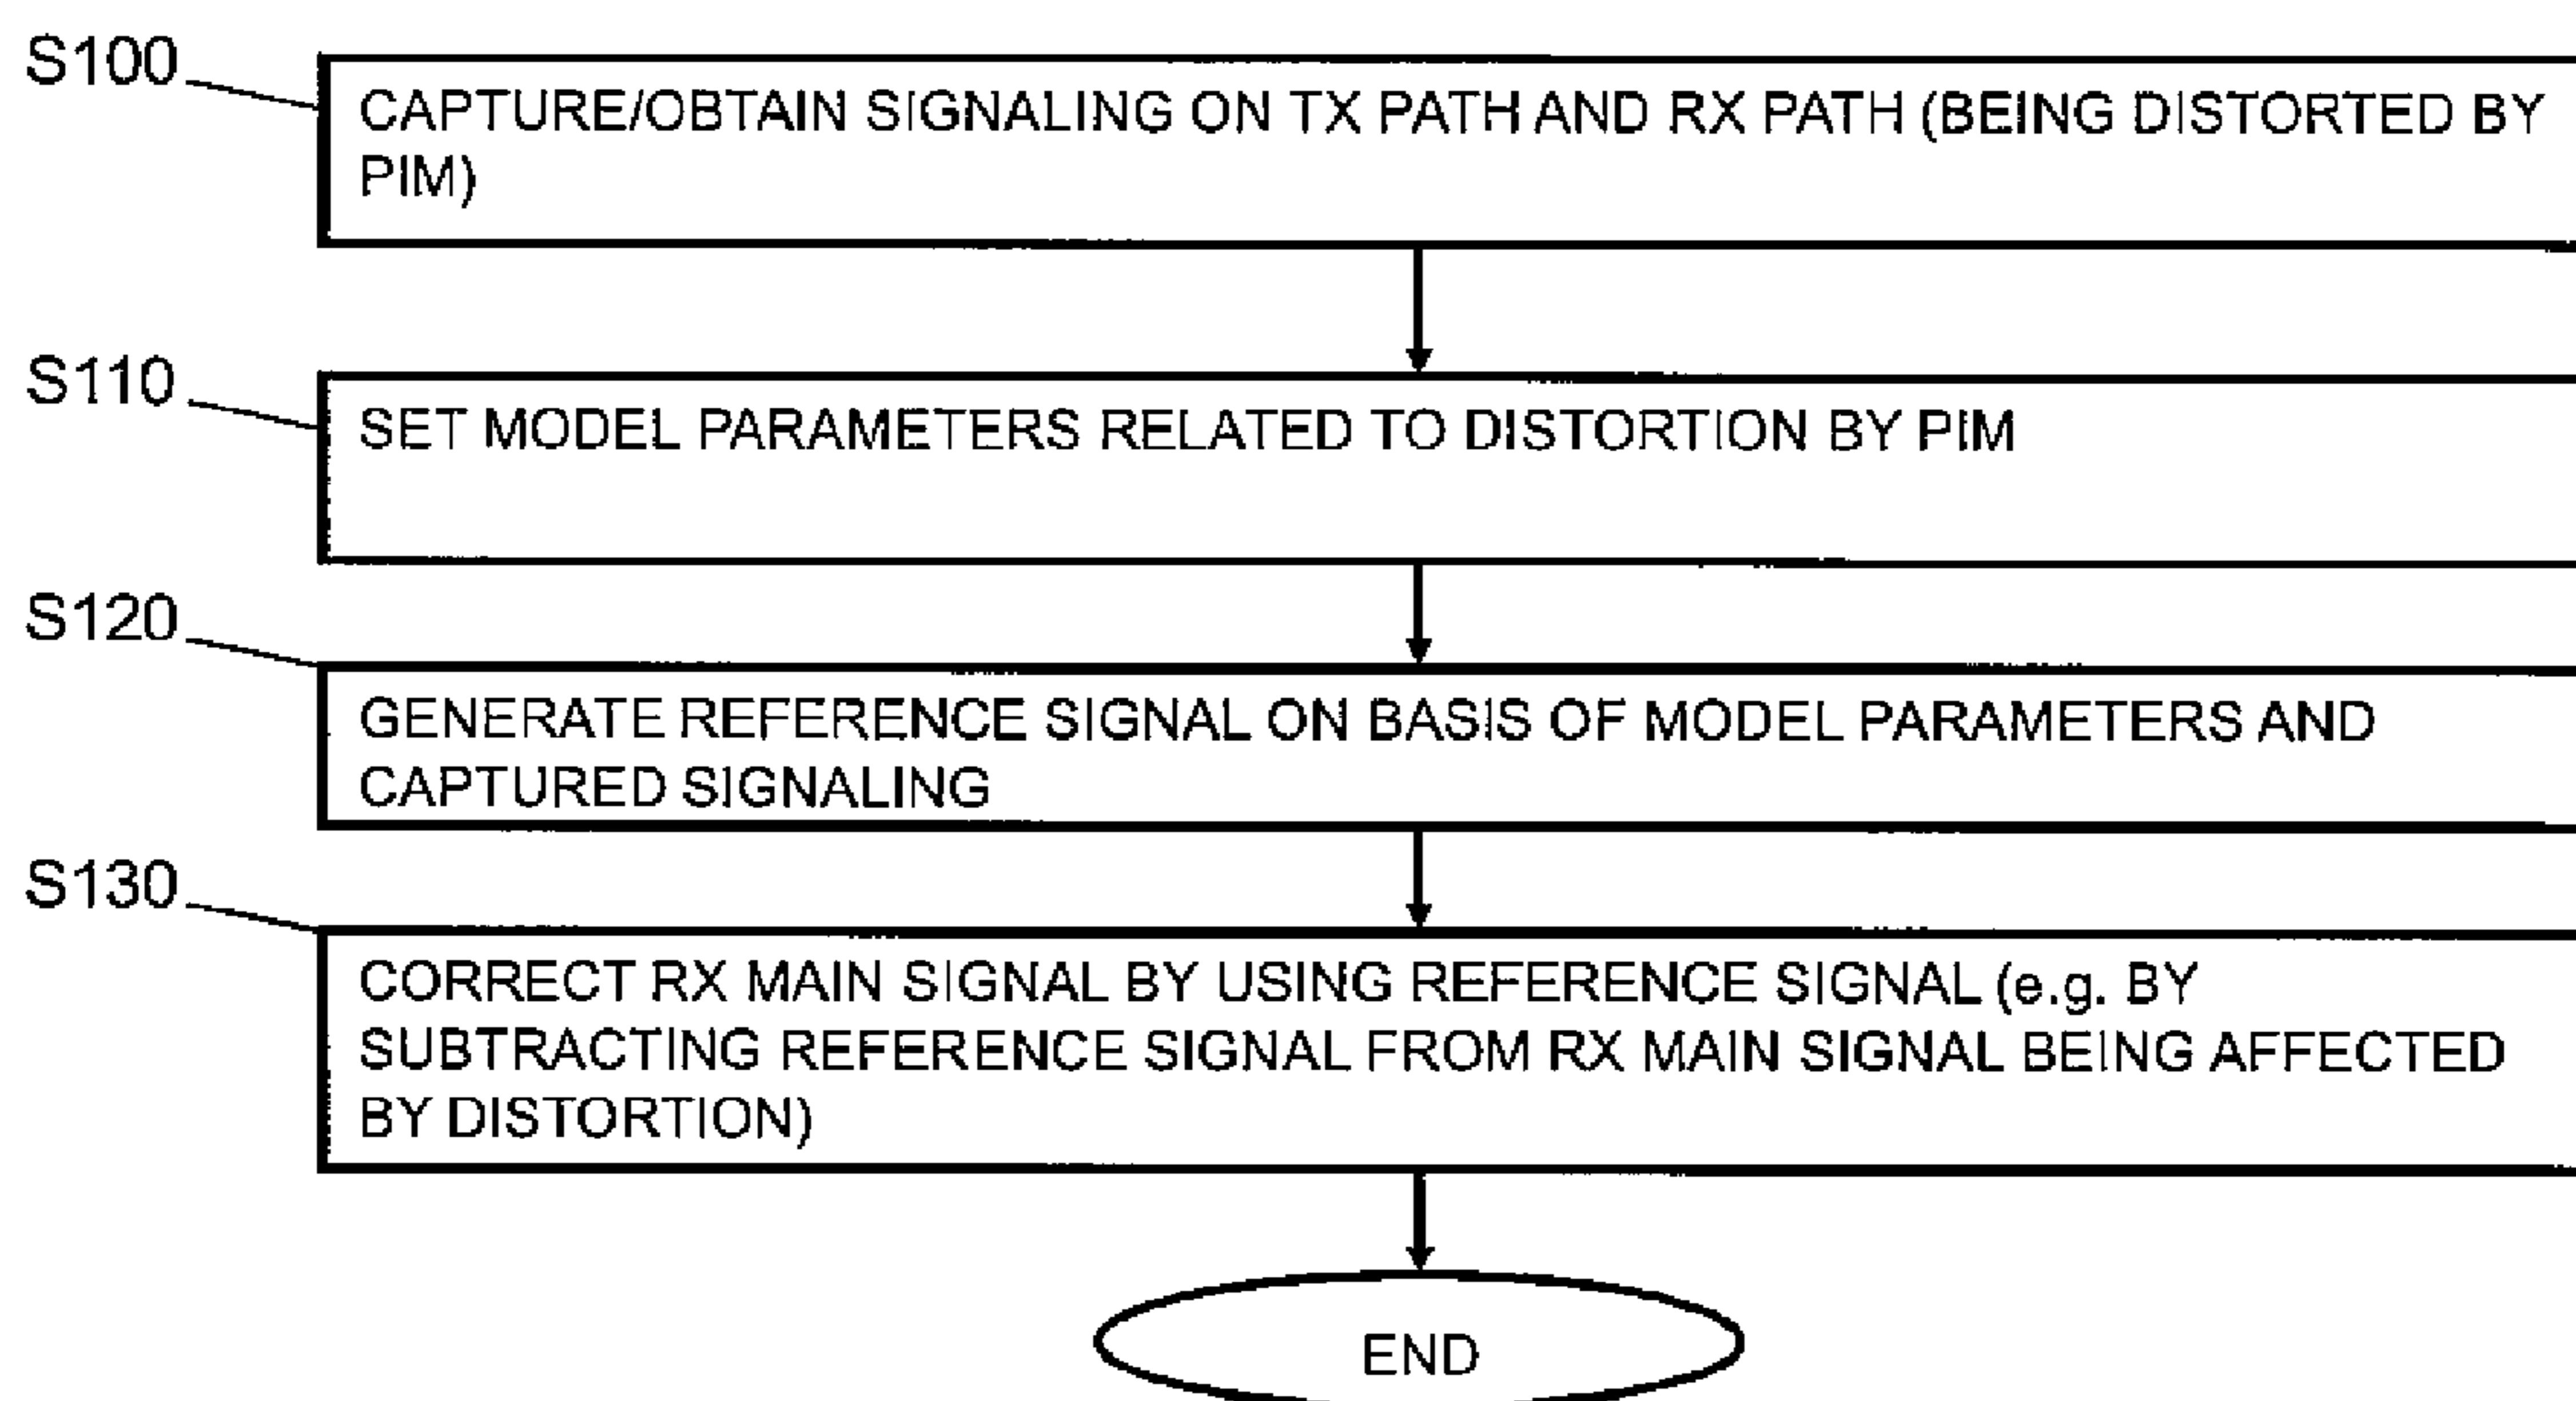 S100
CAPTURE/OBTAIN SIGNALING ON TX PATH AND RX PATH (BEING DISTORTED BY
PIM)
S110
SET MODEL PARAMETERS RELATED TO DISTORTION BY PIM
S120
GENERATE REFERENCE SIGNAL ON BASIS OF MODEL PARAMETERS AND
CAPTURED SIGNALING
S130
CORRECT RX MAIN SIGNAL BY USING REFERENCE SIGNAL (e.g. BY
SUBTRACTING REFERENCE SIGNAL FROM RX MAIN SIGNAL BEING AFFECTED
BY DISTORTION)
END